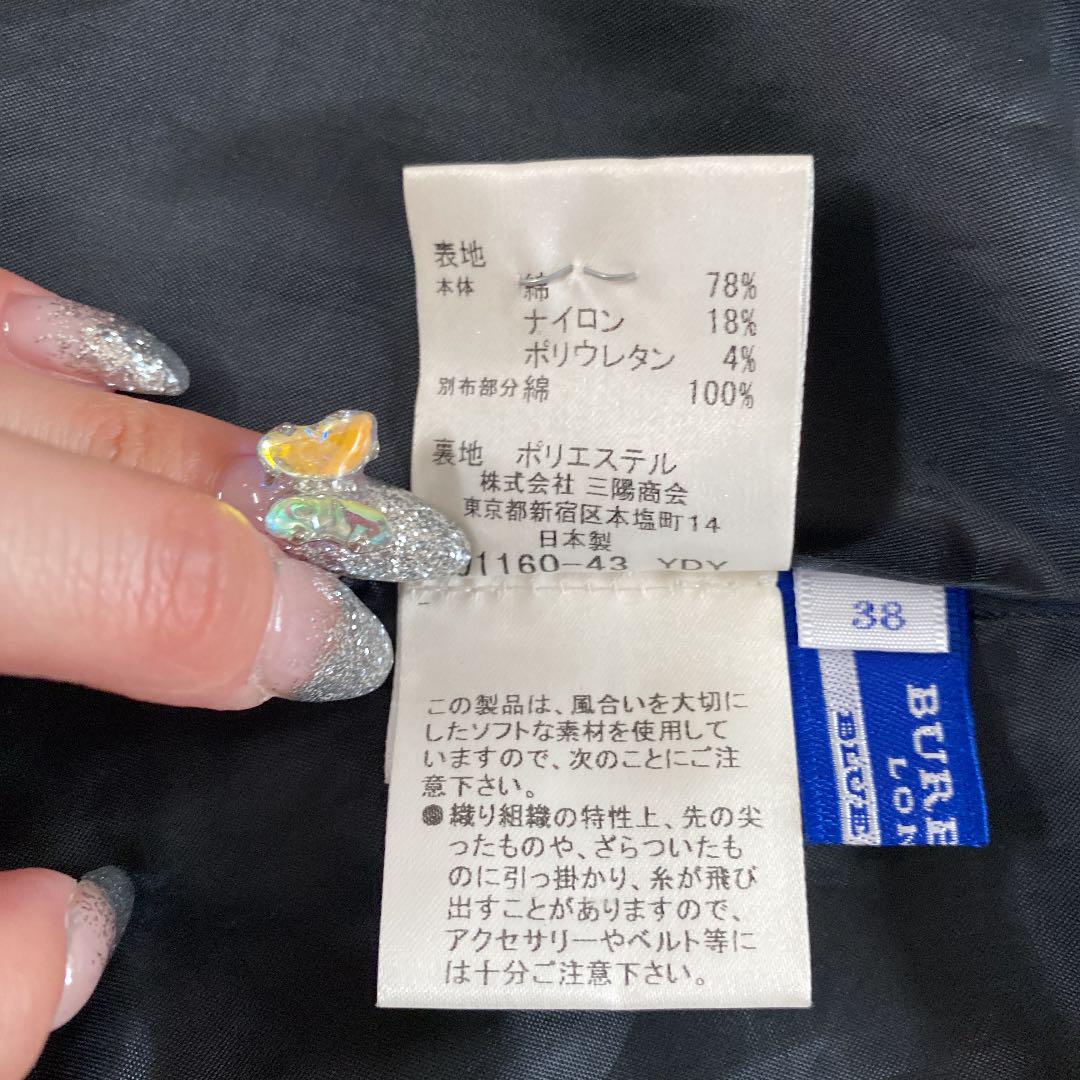 表地
本体 綿 78%
ナイロン 18%
ポリウレタン 4%
別布部分 綿 100%
裏地 ポリエステル
株式会社 三陽商会
東京都新宿区本塩町14
日本製
1160-43 YDY
この製品は、風合いを大切に
したソフトな素材を使用して
いますので、次のことにご注
意下さい。
●織り組織の特性上、先の尖
ったものや、ざらついたも
のに引っ掛かり、糸が飛び
出すことがありますので、
アクセサリーやベルト等に
は十分ご注意下さい。
38
BLUE